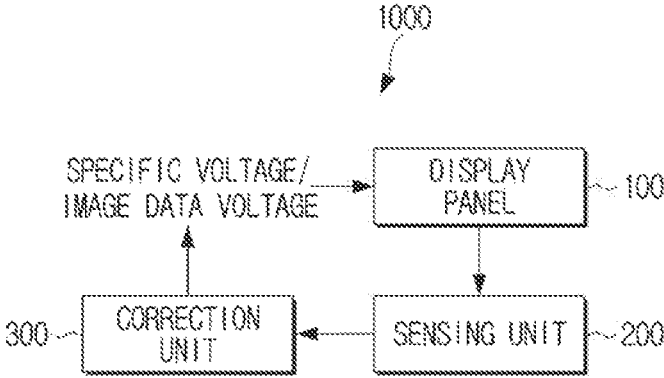 1000
SPECIFIC VOLTAGE/
IMAGE DATA VOLTAGE
DISPLAY
PANEL
100
300
CORRECTION
UNIT
SENSING UNIT
200